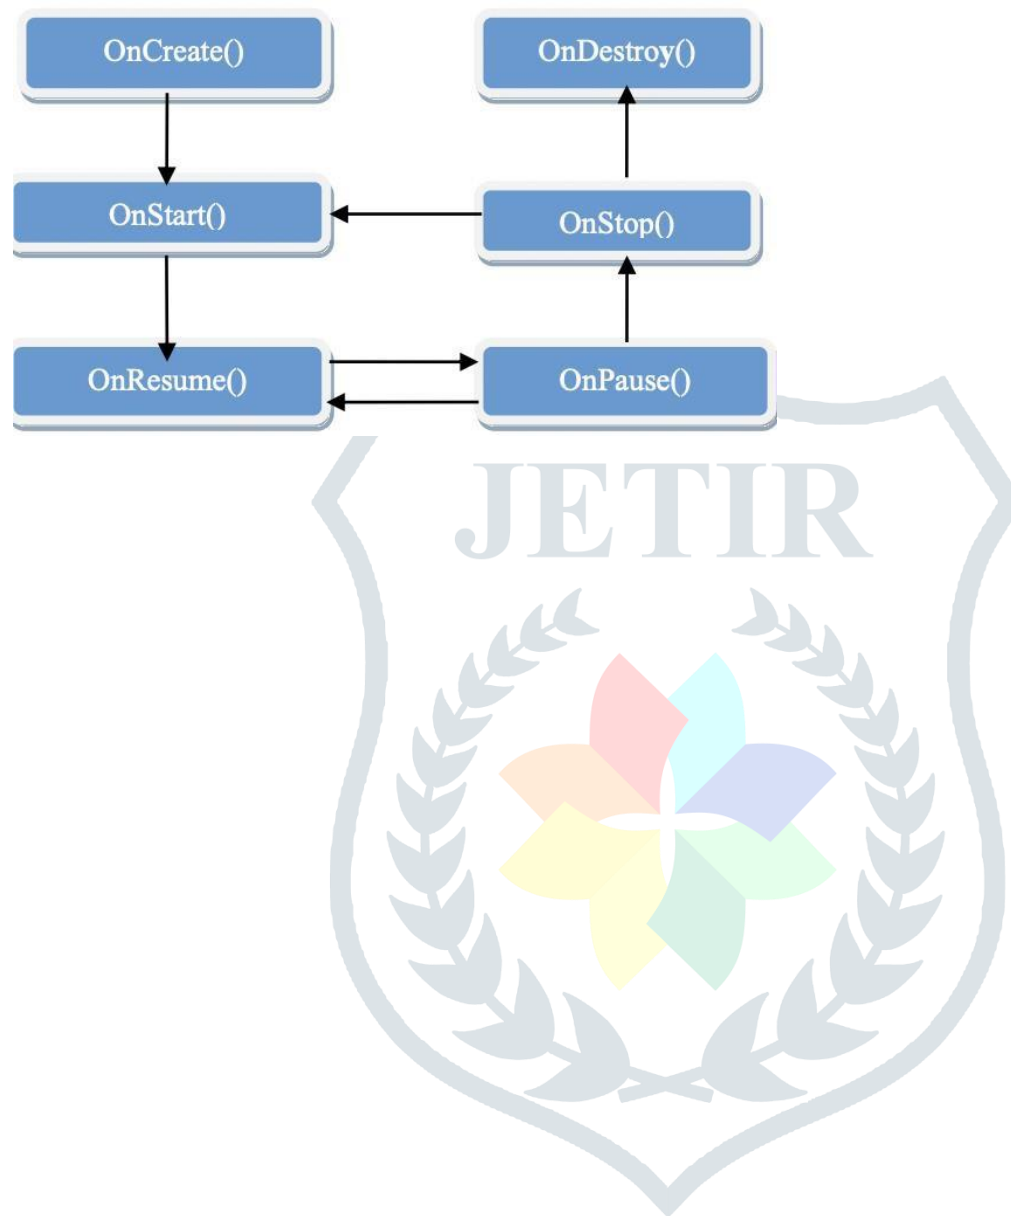 OnCreate()
OnDestroy()
OnStart()
OnStop()
OnResume()
OnPause()
JETIR